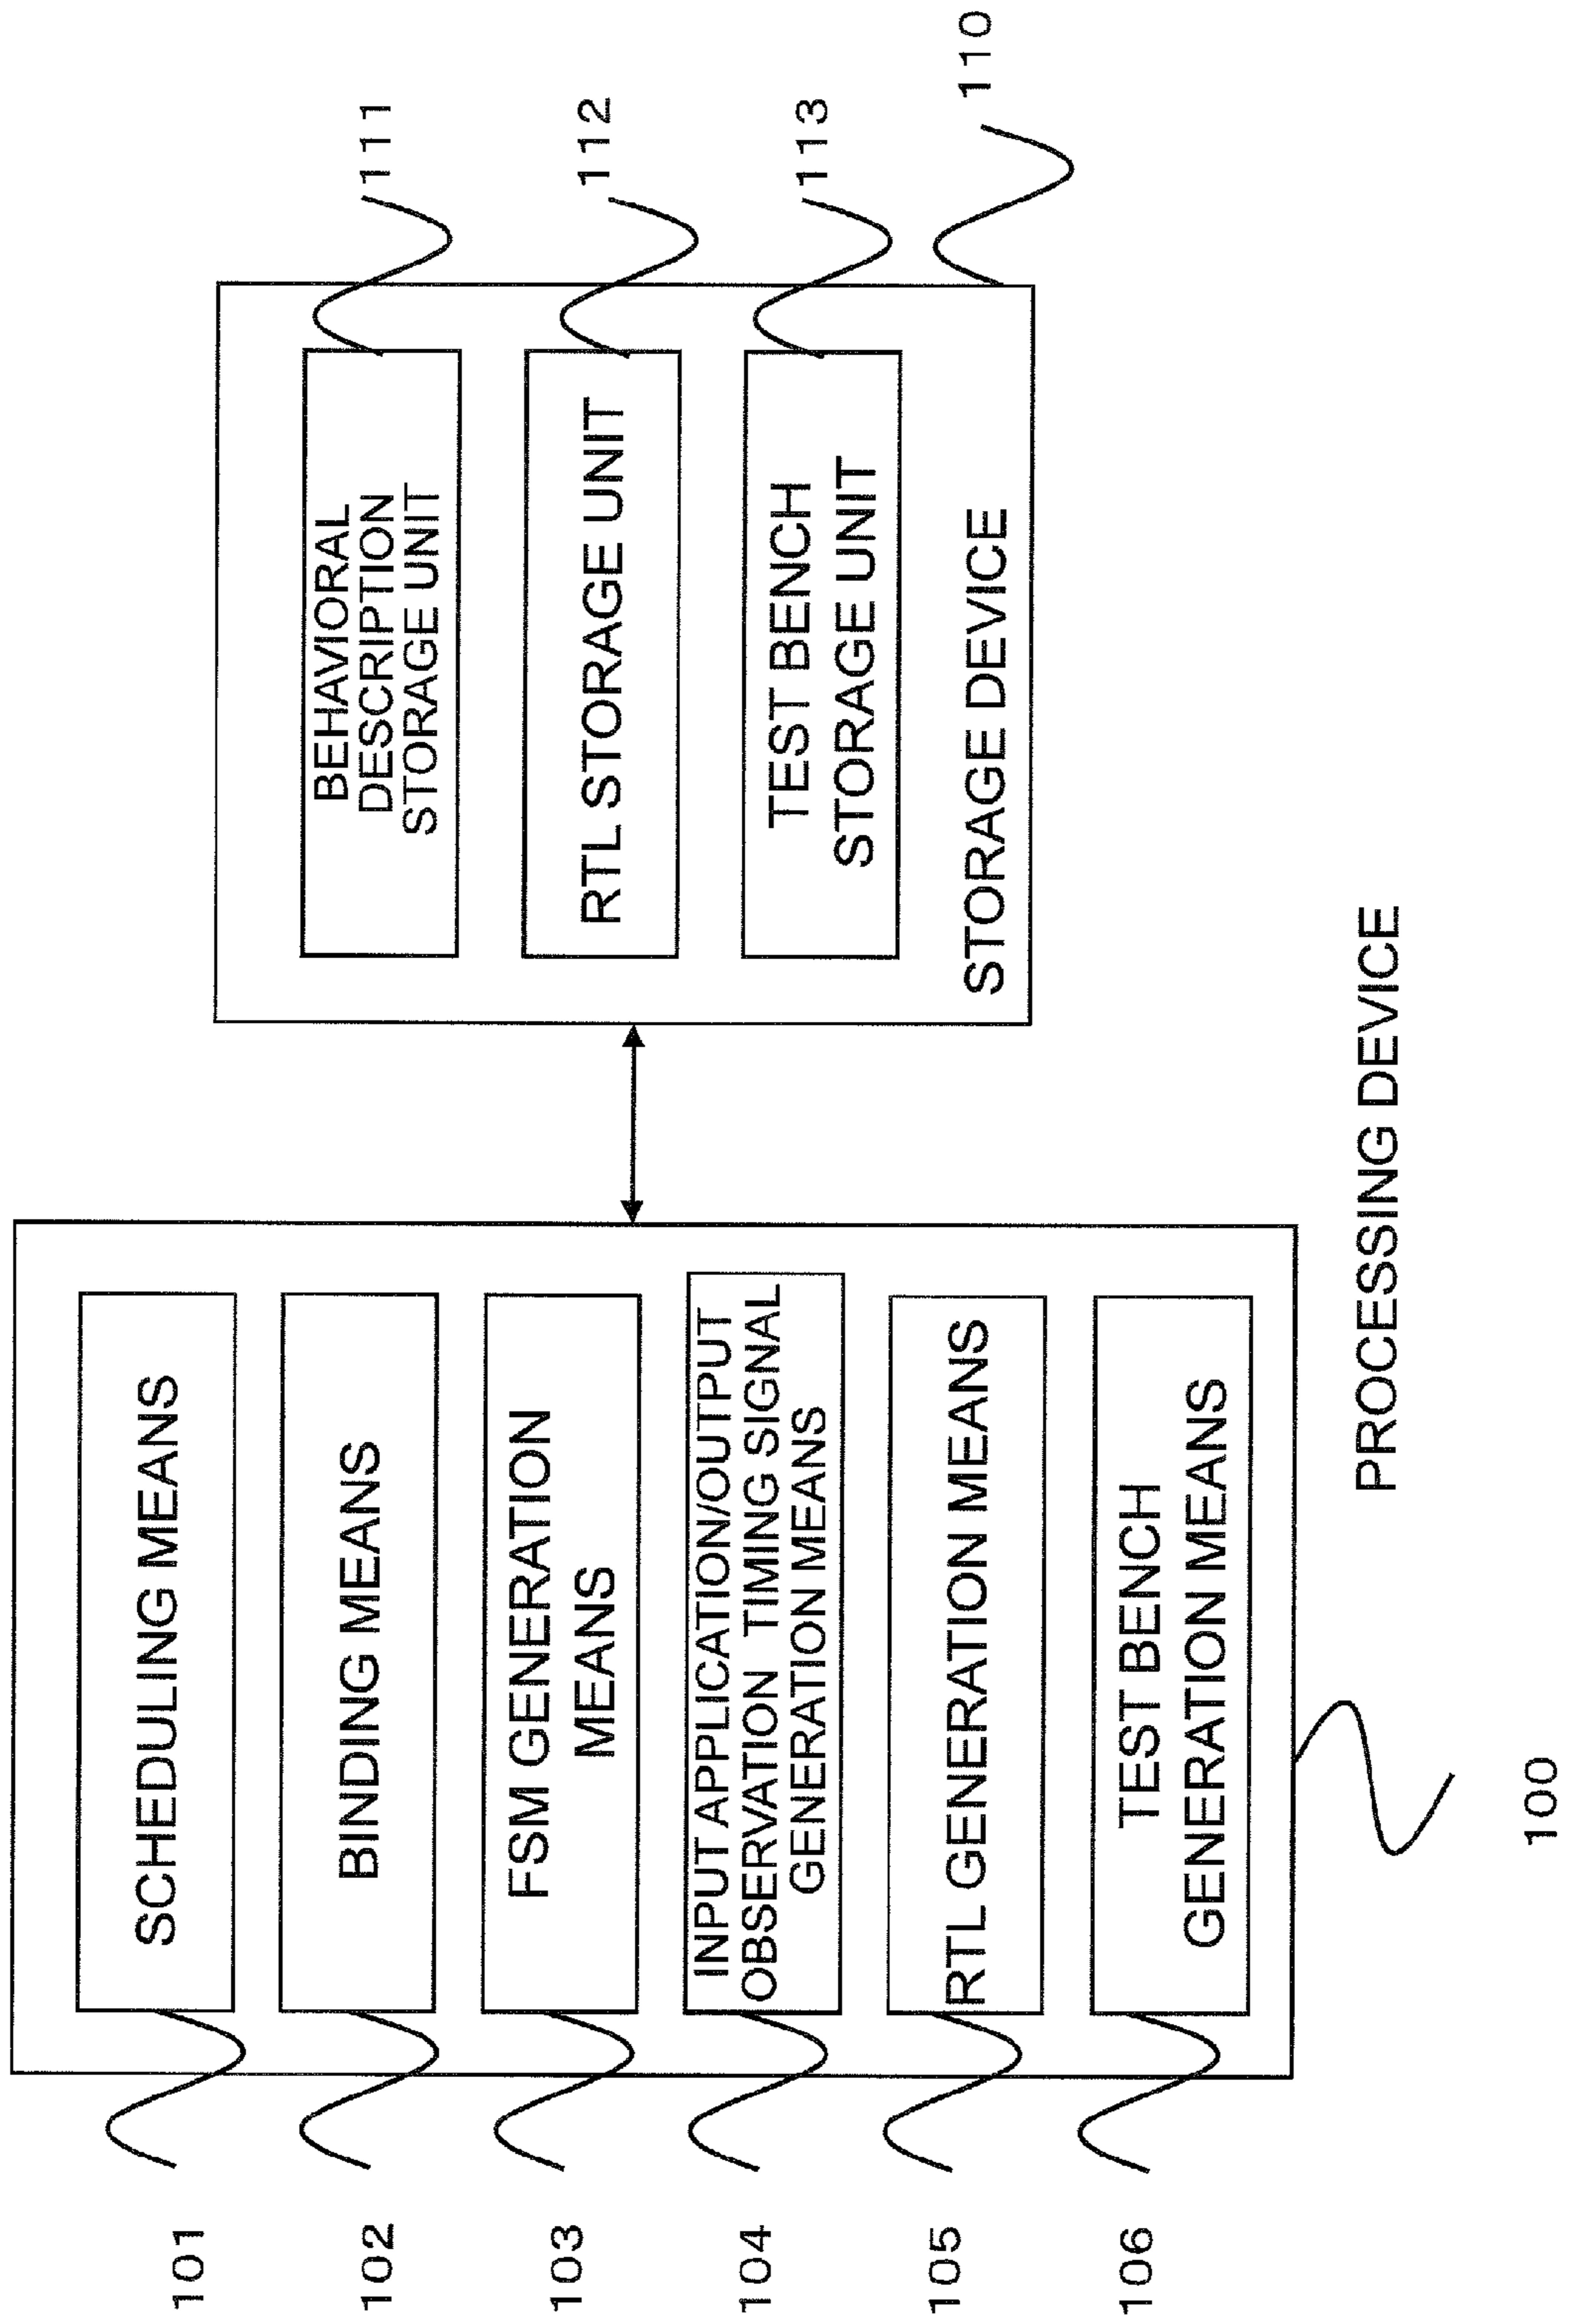 101
SCHEDULING MEANS
102
BINDING MEANS
103
FSM GENERATION
MEANS
104
INPUT APPLICATION/OUTPUT
OBSERVATION TIMING SIGNAL
GENERATION MEANS
105
RTL GENERATION MEANS
106
TEST BENCH
GENERATION MEANS
100
PROCESSING DEVICE
111
BEHAVIORAL
DESCRIPTION
STORAGE UNIT
112
RTL STORAGE UNIT
113
TEST BENCH
STORAGE UNIT
STORAGE DEVICE
110